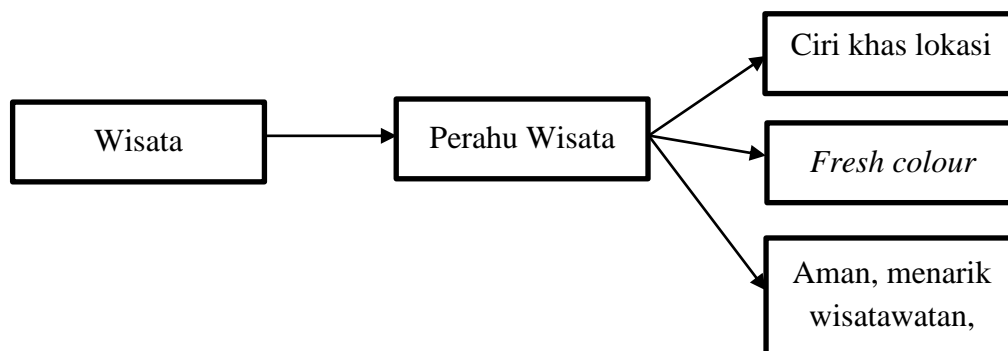 Wisata
Perahu Wisata
Ciri khas lokasi
Fresh colour
Aman, menarik
wisatawatan,